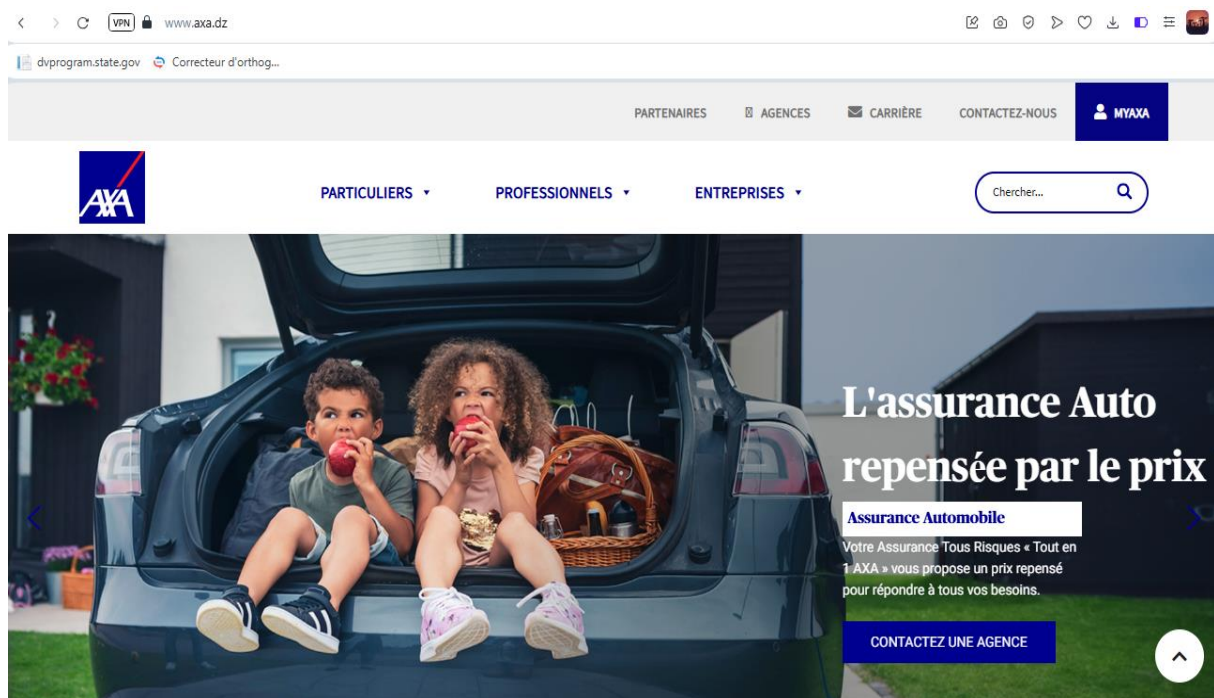 VPN www.axa.dz
dvprogram.state.gov Correcteur d'orthog...
PARTENAIRES AGENCES CARRIÈRE CONTACTEZ-NOUS MYAXA
AXA PARTICULIERS PROFESSIONNELS ENTREPRISES Chercher...
L'assurance Auto
repensée par le prix
Assurance Automobile
Votre Assurance Tous Risques « Tout en
1 AXA » vous propose un prix repensé
pour répondre à tous vos besoins.
CONTACTEZ UNE AGENCE